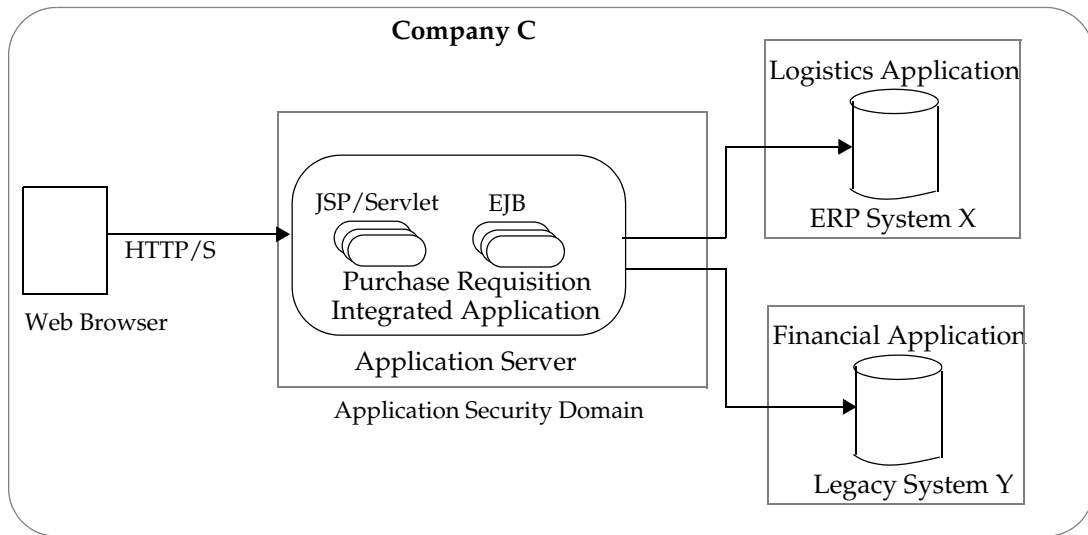 Company C
Logistics Application
ERP System X
JSP/Servlet
EJB
HTTP/S
Purchase Requisition
Integrated Application
Web Browser
Application Server
Application Security Domain
Financial Application
Legacy System Y